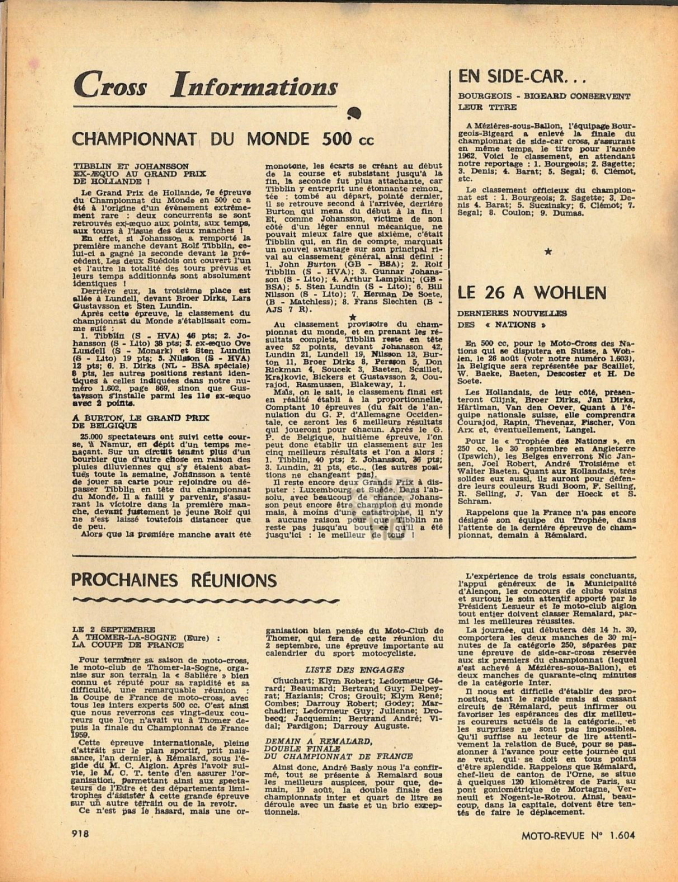 Cross Informations
CHAMPIONNAT DU MONDE 500 cc
TIBBLIN ET JOHANSSON
EX-ÆQUO AU GRAND PRIX
DE HOLLANDE !
Le Grand Prix de Hollande, 7e épreuve
du Championnat du Monde en 500 cc a
été à l'origine d'un évènement extrême-
ment rare : deux concurrents se sont
retrouvés ex-æquo aux points, aux temps,
aux tours à l'issue des deux manches !
En effet, si Johansson a remporté la
première manche devant Rolf Tibblin, ce-
lui-ci a gagné la seconde devant le pré-
cédent. Les deux Suédois ont couvert l'un
et l'autre la totalité des tours prévus et
leurs temps additionnés sont absolument
identiques !
Derrière eux, la troisième place est
allée à Lundell, devant Broer Dirks, Lars
Gustavsson et Sten Lundin.
Après cette épreuve, le classement du
championnat du Monde s'établissait com-
me suit :
1. Tibblin (S - HVA) 46 pts; 2. Jo-
hansson (S - Lito) 38 pts; 3. ex-æquo Ove
Lundell (S - Monark) et Sten Lundin
(S - Lito) 19 pts; 5. Nilsson (S - HVA)
12 pts; 6. B. Dirks (NL - BSA spéciale)
8 pts, les autres positions restant iden-
tiques à celles indiquées dans notre nu-
méro 1.602, page 869, sinon que Gus-
tavsson s'installe parmi les 11e ex-æquo
avec 2 points.
A BURTON, LE GRAND PRIX
DE BELGIQUE
25.000 spectateurs ont suivi cette cour-
se, à Namur, en dépit d'un temps me-
naçant. Sur un circuit tenant plus d'un
bourbier que d'autre chose en raison des
pluies diluviennes qui s'y étaient abat-
tues toute la semaine, Johansson a tenté
de jouer sa carte pour rejoindre ou dé-
passer Tibblin en tête du championnat
du Monde. Il a failli y parvenir, s'assu-
rant la victoire dans la première man-
che, devant justement le jeune Rolf qui
ne s'est laissé toutefois distancer que
de peu.
Alors que la première manche avait été
monotone, les écarts se créant au début
de la course et subsistant jusqu'à la
fin, la seconde fut plus attachante, car
Tibblin y entreprit une étonnante remon-
tée : tombé au départ, pointé dernier,
il se retrouve second à l'arrivée, derrière
Burton qui mena du début à la fin !
Et, comme Johansson, victime de son
côté d'un léger ennui mécanique, ne
pouvait mieux faire que sixième, c'était
Tibblin qui, en fin de compte, marquait
un nouvel avantage sur son principal ri-
val au classement général, ainsi défini :
1. John Burton (GB - BSA); 2. Rolf
Tibblin (S - HVA); 3. Gunnar Johans-
son (S - Lito); 4. Arthur Lampkin; (GB -
BSA); 5. Sten Lundin (S - Lito); 6. Bill
Nilsson (S - Lito); 7. Herman De Soete,
(B - Matchless); 8. Frans Slechten (B -
AJS 7 R).
Au classement provisoire du cham-
pionnat du monde, et en prenant les ré-
sultats complets, Tibblin reste en tête
avec 52 points, devant Johansson 42,
Lundin 21, Lundell 19, Nilsson 13, Bur-
ton 11, Broer Dirks 8, Persson 5, Don
Rickman 4, Soucek 3, Baeten, Scaillet,
Krajkovic, Bickers et Gustavsson 2, Cou-
rajod, Rasmussen, Blakeway, 1.
Mais, on le sait, le classement final est
en réalité établi à la proportionnelle.
Comptant 10 épreuves (du fait de l'an-
nulation du G. P. d'Allemagne Occiden-
tale, ce seront les 6 meilleurs résultats
qui joueront pour chacun. Après le G.
P. de Belgique, huitième épreuve, l'on
peut donc établir un classement sur les
cinq meilleurs résultats et l'on a alors :
1. Tibblin, 40 pts; 2. Johansson, 36 pts;
3. Lundin, 21 pts, etc... (les autres posi-
tions ne changeant pas).
Il reste encore deux Grand Prix à dis-
puter : Luxembourg et Suède. Dans l'ab-
solu, avec beaucoup de chance, Johans-
son peut encore être champion du monde
mais, à moins d'une catastrophe, il n'y
a aucune raison pour que Tibblin ne
reste pas jusqu'au bout ce qu'il a été
jusqu'ici : le meilleur de tous !
EN SIDE-CAR...
BOURGEOIS - BIGEARD CONSERVENT
LEUR TITRE
A Mézières-sous-Ballon, l'équipage Bour-
geois-Bigeard a enlevé la finale du
championnat de side-car cross, s'assurant
en même temps, le titre pour l'année
1962. Voici le classement, en attendant
notre reportage : 1. Bourgeois; 2. Sagette;
3. Denis; 4. Barat; 5. Segal; 6. Clémot,
etc.
Le classement officieux du champion-
nat est : 1. Bourgeois; 2. Sagette; 3, De-
nis 4. Barat; 5. Suczinsky; 6. Clémot; 7.
Segal; 8. Coulon; 9. Dumas.
LE 26 A WOHLEN
DERNIERES NOUVELLES
DES « NATIONS »
En 500 cc, pour le Moto-Cross des Na-
tions qui se disputera en Suisse, à Woh-
len, le 26 août (voir notre numéro 1.603),
la Belgique sera représentée par Scaillet,
W. Baeke, Baeten, Descoster et H. De
Soete.
Les Hollandais, de leur côté, présen-
teront Clijnk, Broer Dirks, Jan Dirks,
Hartiman, Van den Oever, Quant à l'é-
quipe nationale suisse, elle comprendra
Courajod, Rapin, Thevenaz, Fischer, Von
Arx et, éventuellement, Langel.
Pour le « Trophée des Nations », en
250 cc, le 30 septembre en Angleterre
(Ipswich), les Belges enverront Nic Jan-
sen, Joel Robert, André Troisième et
Walter Baeten. Quant aux Hollandais, très
solides eux aussi, ils auront pour défen-
dre leurs couleurs Rudi Boom, F. Selling,
R. Selling, J. Van der Hoeck et S.
Schram.
Rappelons que la France n'a pas encore
désigné son équipe du Trophée, dans
l'attente de la dernière épreuve de cham-
pionnat, demain à Rémalard.
PROCHAINES RÉUNIONS
LE 2 SEPTEMBRE
A THOMER-LA-SOGNE (Eure) :
LA COUPE DE FRANCE
Pour terminer sa saison de moto-cross,
le moto-club de Thomer-la-Sogne, orga-
nise sur son terrain la « Sablière » bien
connu et réputé pour sa rapidité et sa
difficulté, une remarquable réunion :
la Coupe de France de moto-cross, avec
tous les inters experts 500 cc. C'est ainsi
que nous reverrons ces vingt-deux cou-
reurs que l'on n'avait vu à Thomer de-
puis la finale du Championnat de France
1959.
Cette épreuve internationale, pleine
d'attraits sur le plan sportif, prit nais-
sance, l'an dernier, à Rémalard, sous l'é-
gide du M. C. Aiglon. Après l'avoir sui-
vie, le M. C. T. tente d'en assurer l'or-
ganisation, permettant ainsi aux specta-
teurs de l'Eure et des départements limi-
trophes d'assister à cette grande épreuve
sur un autre terrain ou de la revoir.
Ce n'est pas le hasard, mais une or-
ganisation bien pensée du Moto-Club de
Thomer, qui fera de cette réunion du
2 septembre, une épreuve importante au
calendrier du sport motocycliste.
LISTE DES ENGAGES
Chuchart; Klym Robert; Ledormeur Gé-
rard; Beaumard; Bertrand Guy; Delpey-
rat; Hazianis; Cros; Groult; Klym René;
Combes; Darrouy Robert; Godey; Mar-
chadier; Ledormeur Guy; Julienne; Dro-
becq; Jacquemin; Bertrand André; Vi-
dal; Pardigon; Darrouy Auguste.
DEMAIN A REMALARD,
DOUBLE FINALE
DU CHAMPIONNAT DE FRANCE
Ainsi donc, André Basly nous l'a confir-
mé, tout se présente à Rémalard sous
les meilleurs auspices, pour que, de-
main, 19 août, la double finale des
championnats inter et quart de litre se
déroule avec un faste et un brio excep-
tionnels.
L'expérience de trois essais concluants,
l'appui généreux de la Municipalité
d'Alençon, les concours de clubs voisins
et surtout le soin attentif apporté par le
Président Lesueur et le moto-club aiglon
tout entier doivent classer Remalard, par-
mi les meilleures réussites.
La journée, qui débutera dès 14 h. 30,
comportera les deux manches de 30 mi-
nutes de la catégorie 250, séparées par
une épreuve de side-car-cross réservée
aux six premiers du championnat (lequel
s'est achevé à Mézières-sous-Ballon), et
deux manches de quarante-cinq minutes
de la catégorie Inter.
Il nous est difficile d'établir des pro-
nostics, tant le rapide mais si cassant
circuit de Rémalard, peut infirmer ou
favoriser les espérances des dix meilleu-
rs coureurs actuels de la catégorie... et
les surprises ne sont pas impossibles.
Qu'il suffise au lecteur de lire attenti-
vement la relation de Sucé, pour se pas-
sionner à l'avance pour cette journée qui
se veut, qui se doit en tous points
d'être splendide. Rappelons que Rémalard,
chef-lieu de canton de l'Orne, se situe
à quelques 130 kilomètres de Paris, au
pont goniométrique de Mortagne, Ver-
neuil et Nogent-le-Rotrou. Ainsi, beau-
coup, dans la capitale, doivent être ten-
tés de faire le déplacement.
918
MOTO-REVUE N° 1.604